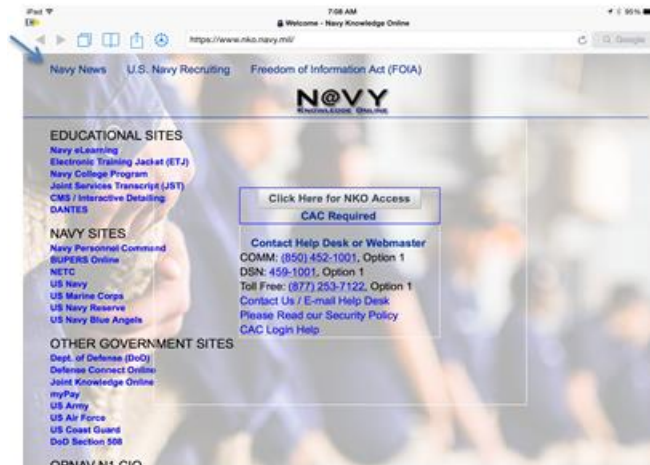 iPad
7:08 AM
95%
Welcome - Navy Knowledge Online
https://www.nko.navy.mil/
Google
Navy News U.S. Navy Recruiting Freedom of Information Act (FOIA)
N@VY
KNOWLEDGE ONLINE
EDUCATIONAL SITES
Navy eLearning
Electronic Training Jacket (ETJ)
Navy College Program
Joint Services Transcript (JST)
CMS / Interactive Detailing
DANTES
NAVY SITES
Navy Personnel Command
BUPERS Online
NETC
US Navy
US Marine Corps
US Navy Reserve
US Navy Blue Angels
OTHER GOVERNMENT SITES
Dept. of Defense (DoD)
Defense Connect Online
Joint Knowledge Online
myPay
US Army
US Air Force
US Coast Guard
DoD Section 508
OPNAV N1 CIO
Click Here for NKO Access
CAC Required
Contact Help Desk or Webmaster
COMM: (850) 452-1001, Option 1
DSN: 459-1001, Option 1
Toll Free: (877) 253-7122, Option 1
Contact Us / E-mail Help Desk
Please Read our Security Policy
CAC Login Help